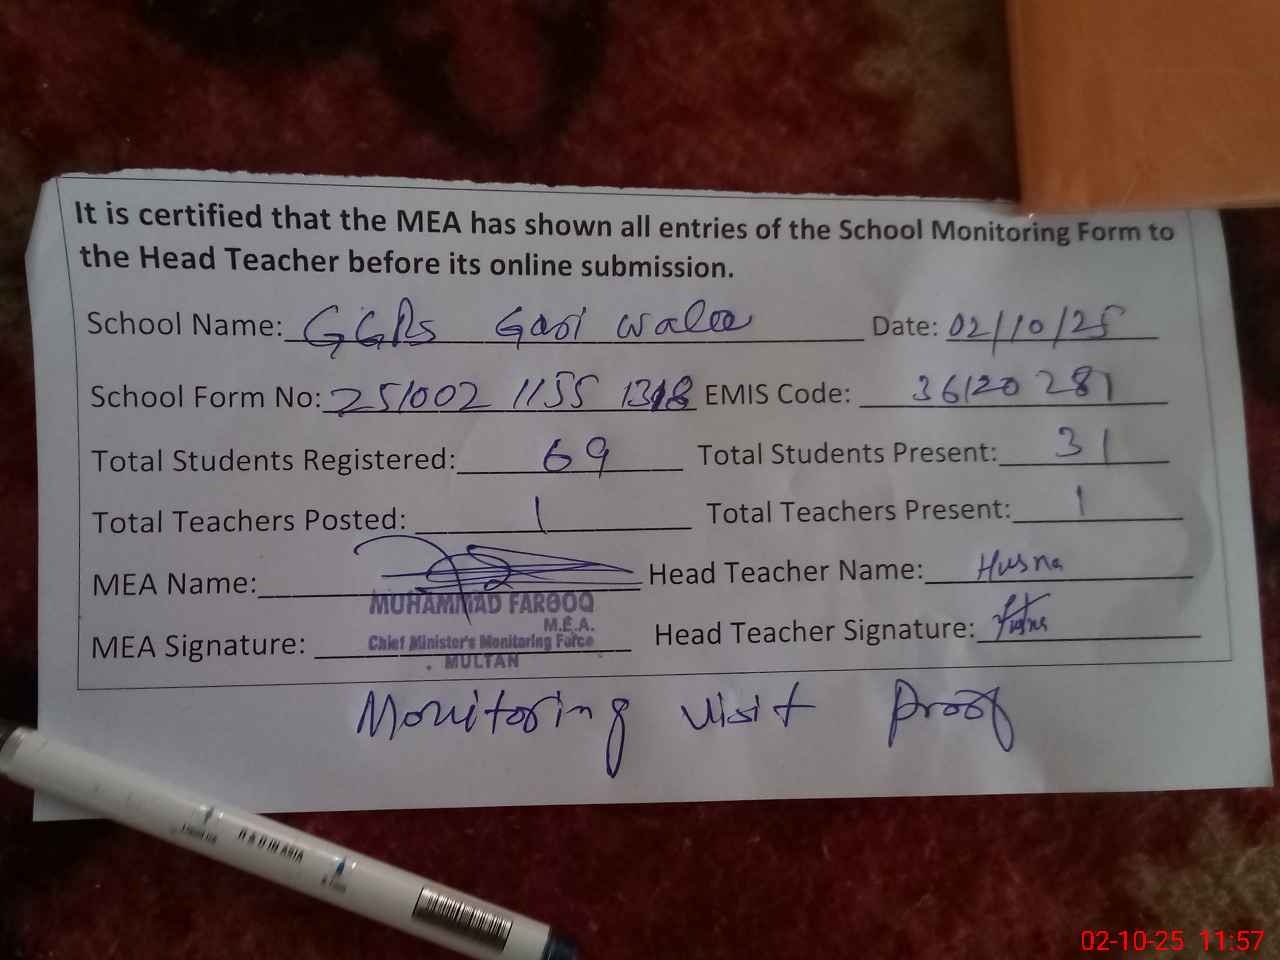 It is certified that the MEA has shown all entries of the School Monitoring Form to
the Head Teacher before its online submission.
School Name: GGPS Gari wala Date: 02/10/25
School Form No: 251002 1155 1318 EMIS Code: 36120281
Total Students Registered: 69 Total Students Present: 31
Total Teachers Posted: 1 Total Teachers Present: 1
MEA Name: Head Teacher Name: Husna
MUHAMMAD FAROOQ
M.E.A.
MEA Signature: Chief Minister's Monitoring Force Head Teacher Signature: Husna
MULTAN
Monitoring visit proof
R & D IN ASIA
02-10-25 11:57